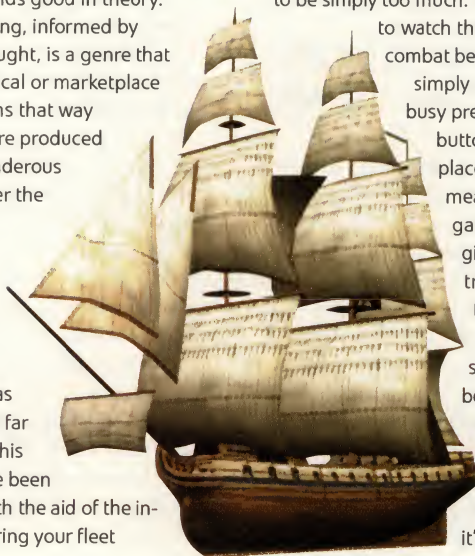 ds good in theory.
ng, informed by
ught, is a genre that
cal or marketplace
ns that way
re produced
derous
er the
as
far
his
e been
th the aid of the in-
ring your fleet
to be simply too much.
to watch th
combat be
simply
busy pre
butto
place
mea
ga
gi
tr
s
be
it'